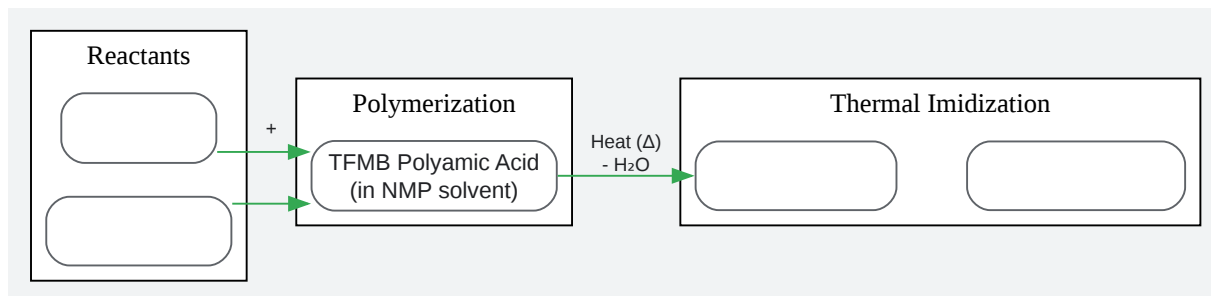 Reactants
+
Polymerization
TFMB Polyamic Acid
(in NMP solvent)
Heat (Δ)
- H₂O
Thermal Imidization